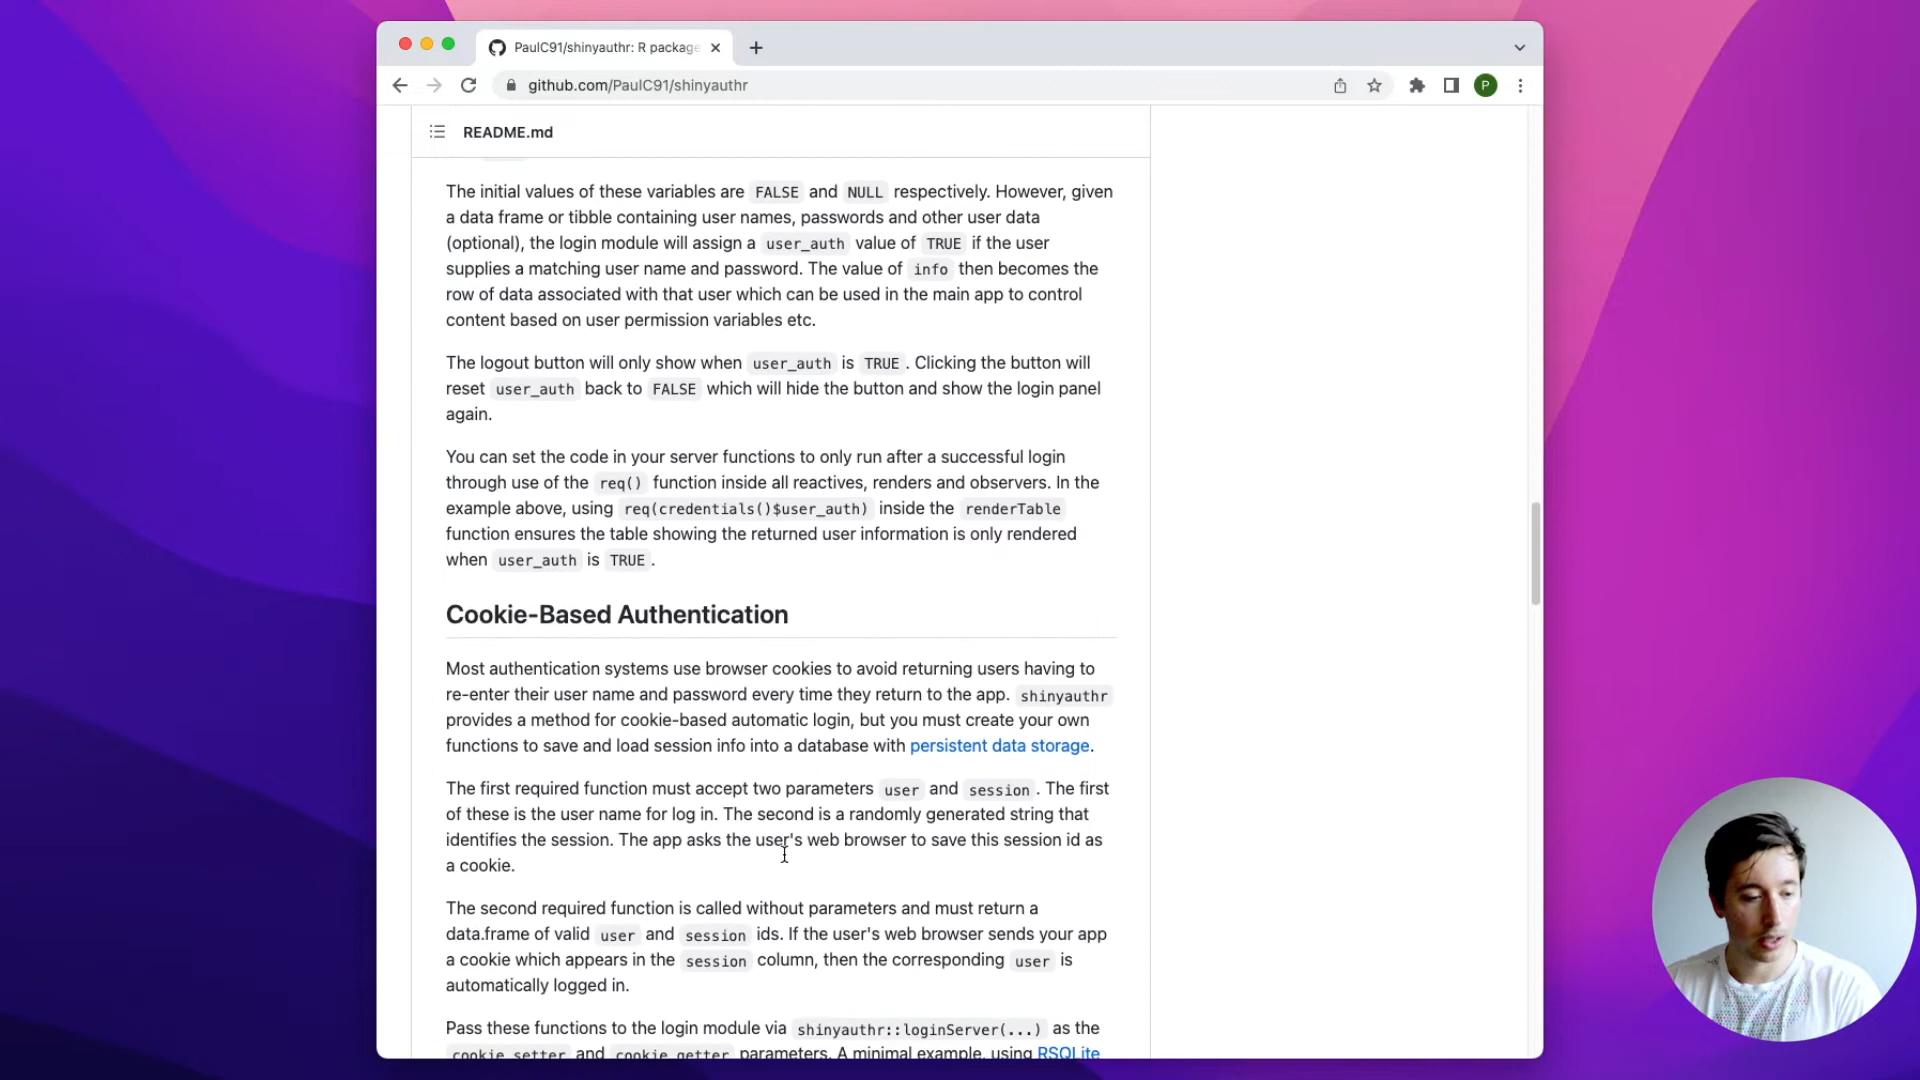 PaulC91/shinyauthr: R package
github.com/PaulC91/shinyauthr
P
README.md
The initial values of these variables are FALSE and NULL respectively. However, given
a data frame or tibble containing user names, passwords and other user data
(optional), the login module will assign a user_auth value of TRUE if the user
supplies a matching user name and password. The value of info then becomes the
row of data associated with that user which can be used in the main app to control
content based on user permission variables etc.
The logout button will only show when user_auth is TRUE . Clicking the button will
reset user_auth back to FALSE which will hide the button and show the login panel
again.
You can set the code in your server functions to only run after a successful login
through use of the req() function inside all reactives, renders and observers. In the
example above, using req(credentials()$user_auth) inside the renderTable
function ensures the table showing the returned user information is only rendered
when user_auth is TRUE .
Cookie-Based Authentication
Most authentication systems use browser cookies to avoid returning users having to
re-enter their user name and password every time they return to the app. shinyauthr
provides a method for cookie-based automatic login, but you must create your own
functions to save and load session info into a database with persistent data storage.
The first required function must accept two parameters user and session . The first
of these is the user name for log in. The second is a randomly generated string that
identifies the session. The app asks the user's web browser to save this session id as
a cookie.
The second required function is called without parameters and must return a
data.frame of valid user and session ids. If the user's web browser sends your app
a cookie which appears in the session column, then the corresponding user is
automatically logged in.
Pass these functions to the login module via shinyauthr::loginServer(...) as the
cookie_setter and cookie_getter parameters. A minimal example, using RSQLite